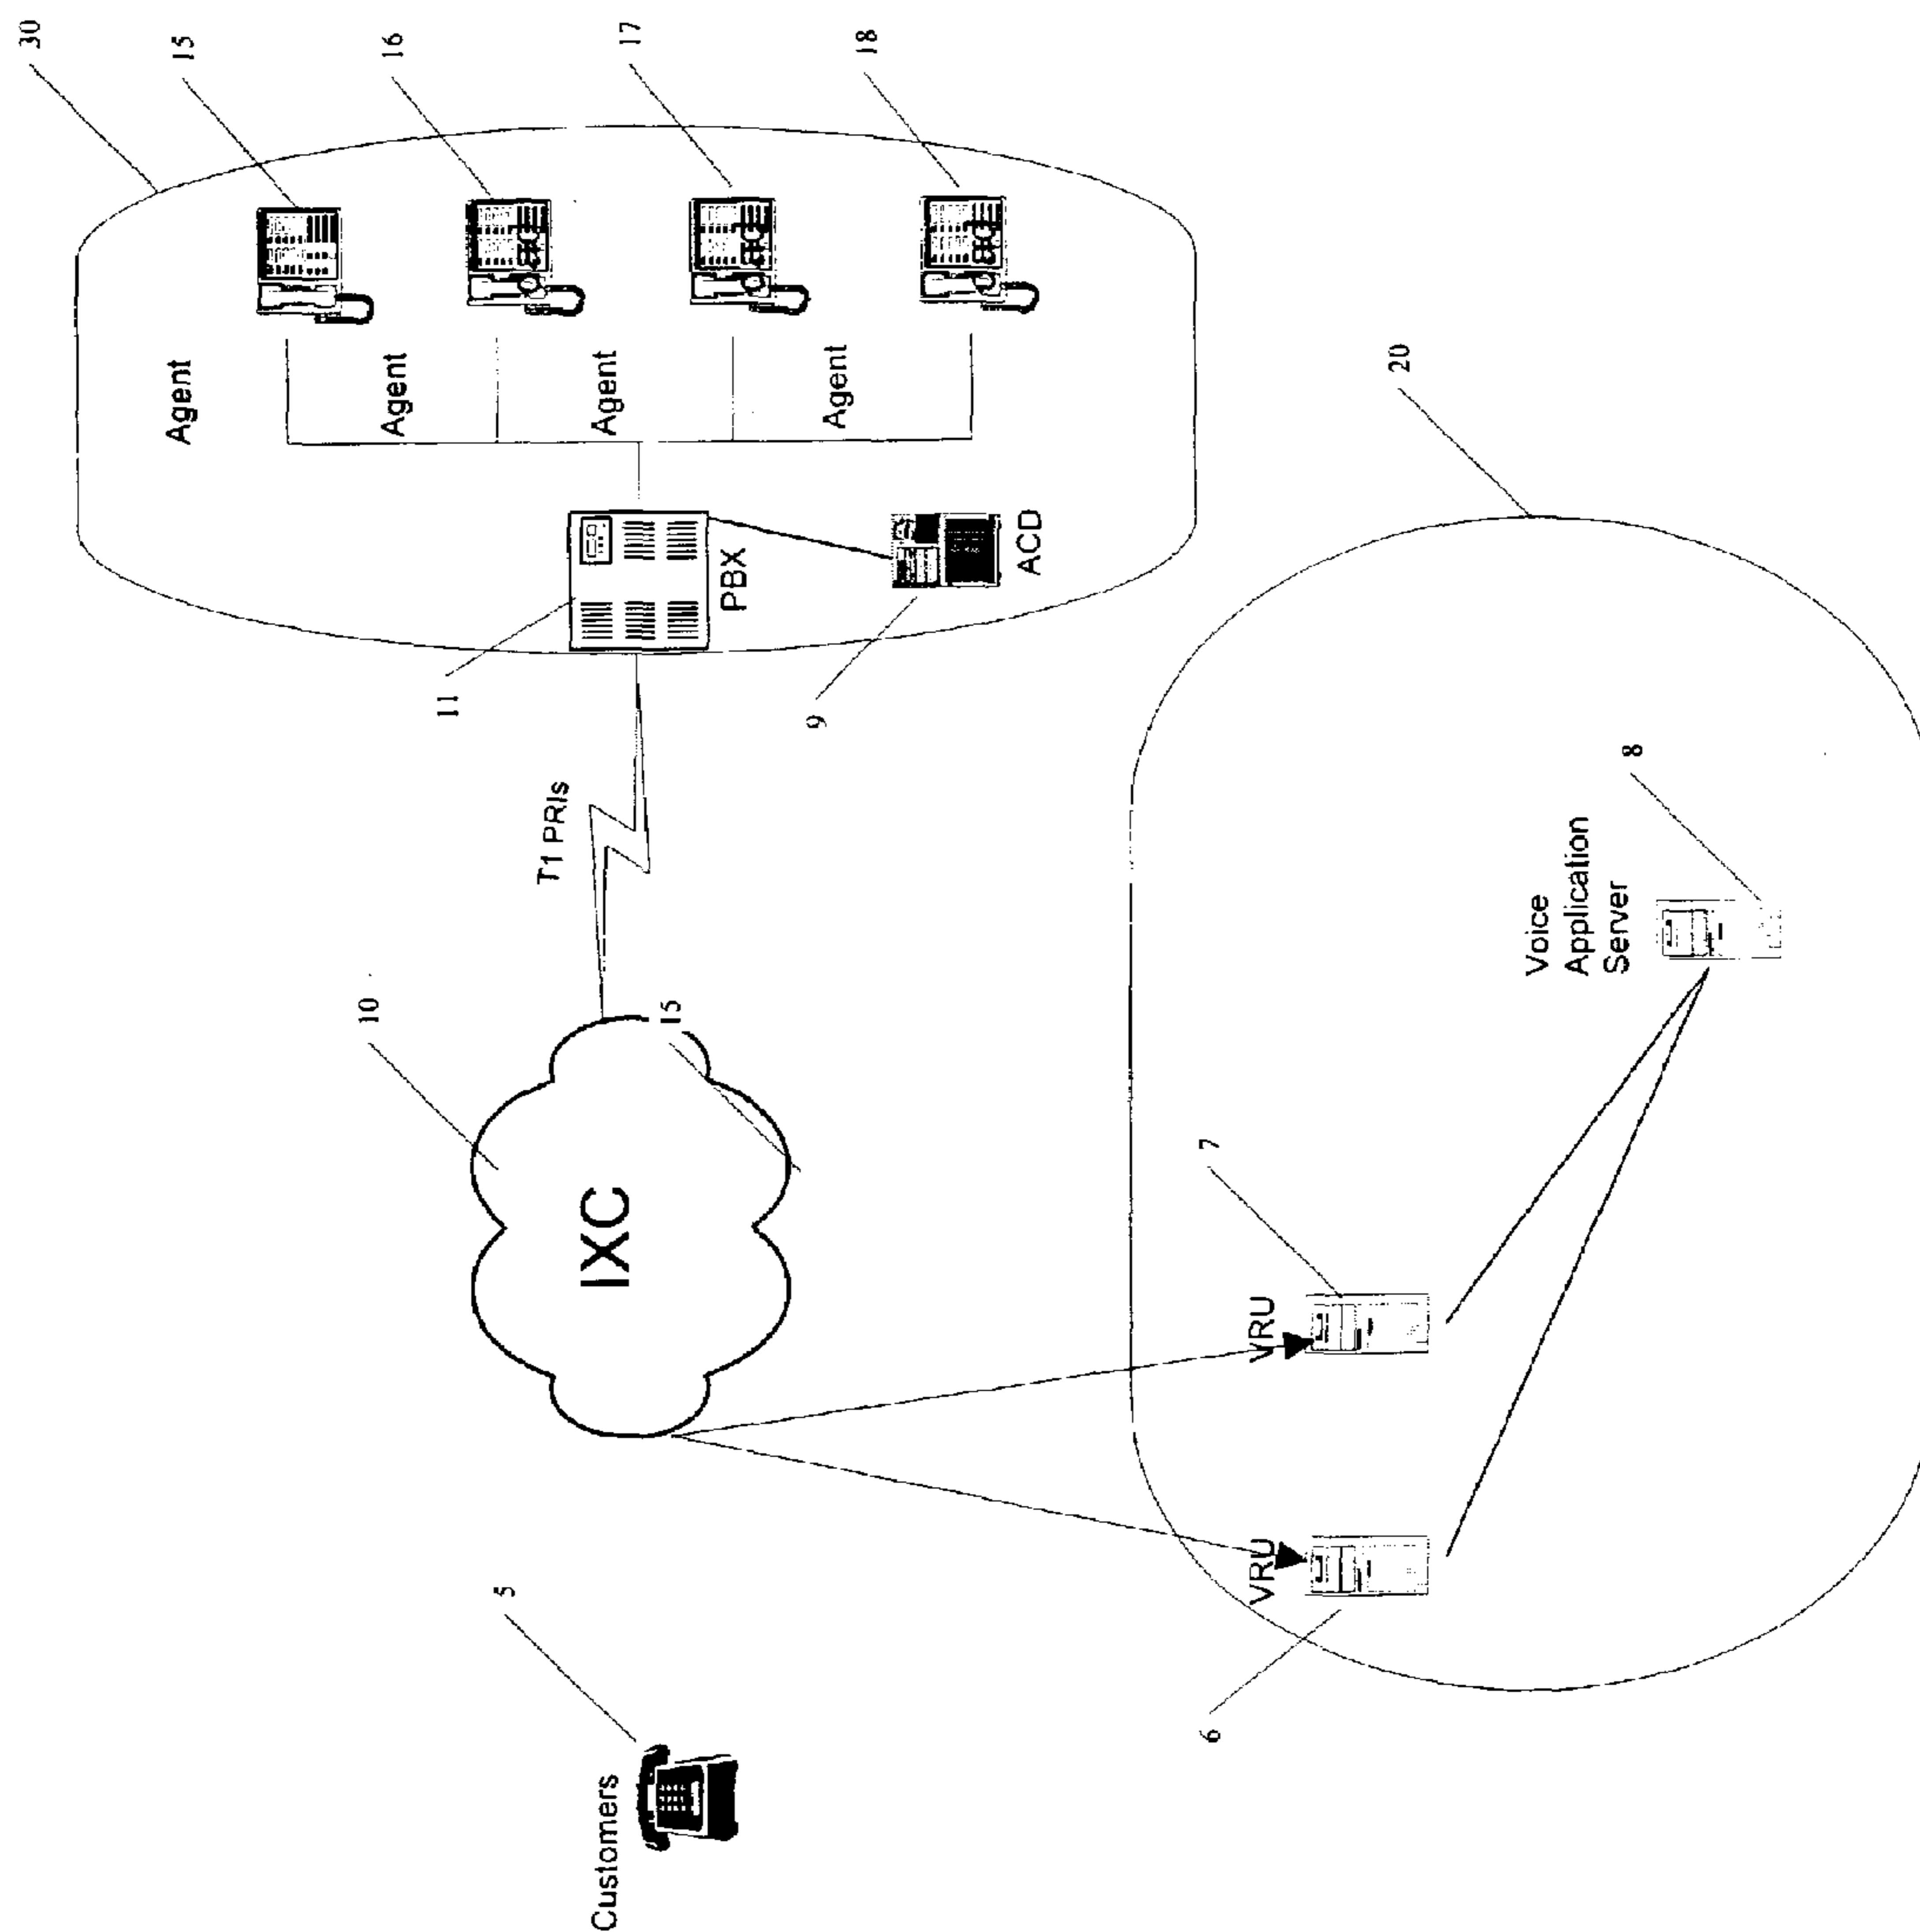 30
15
Agent
16
Agent
17
Agent
18
Agent
11
PBX
9
ACD
T1 PRIs
10
15
IXC
5
Customers
20
8
Voice
Application
Server
7
VRU
6
VRU